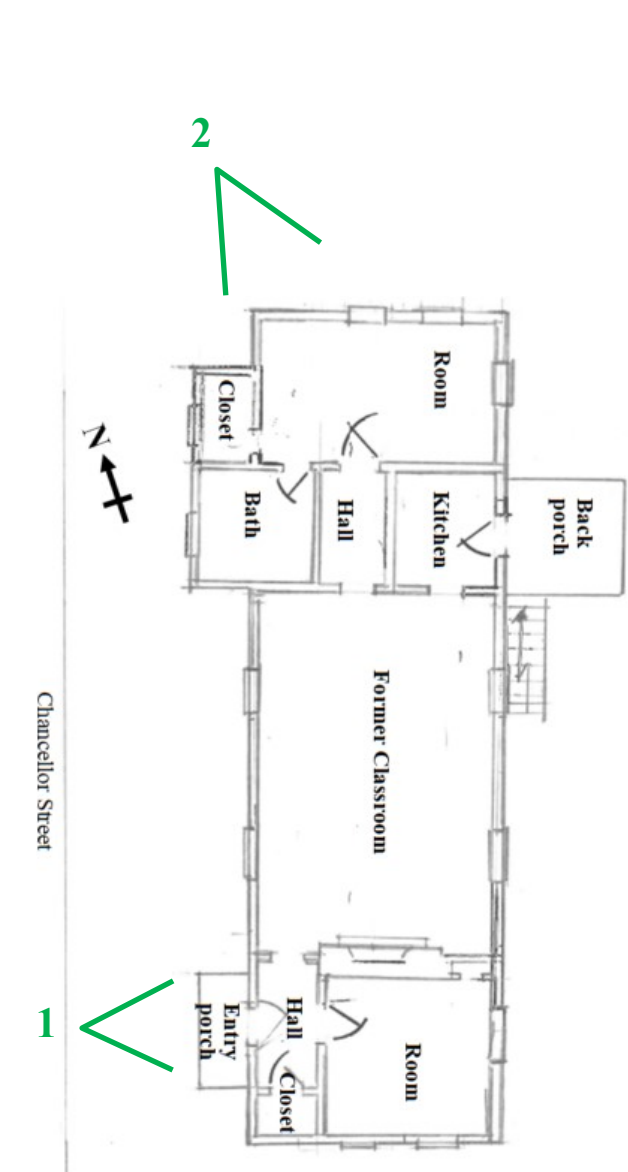 2
Room
Closet
N
Bath
Hall
Kitchen
Back
porch
Former Classroom
Chancellor Street
1
Entry
porch
Hall
Closet
Room